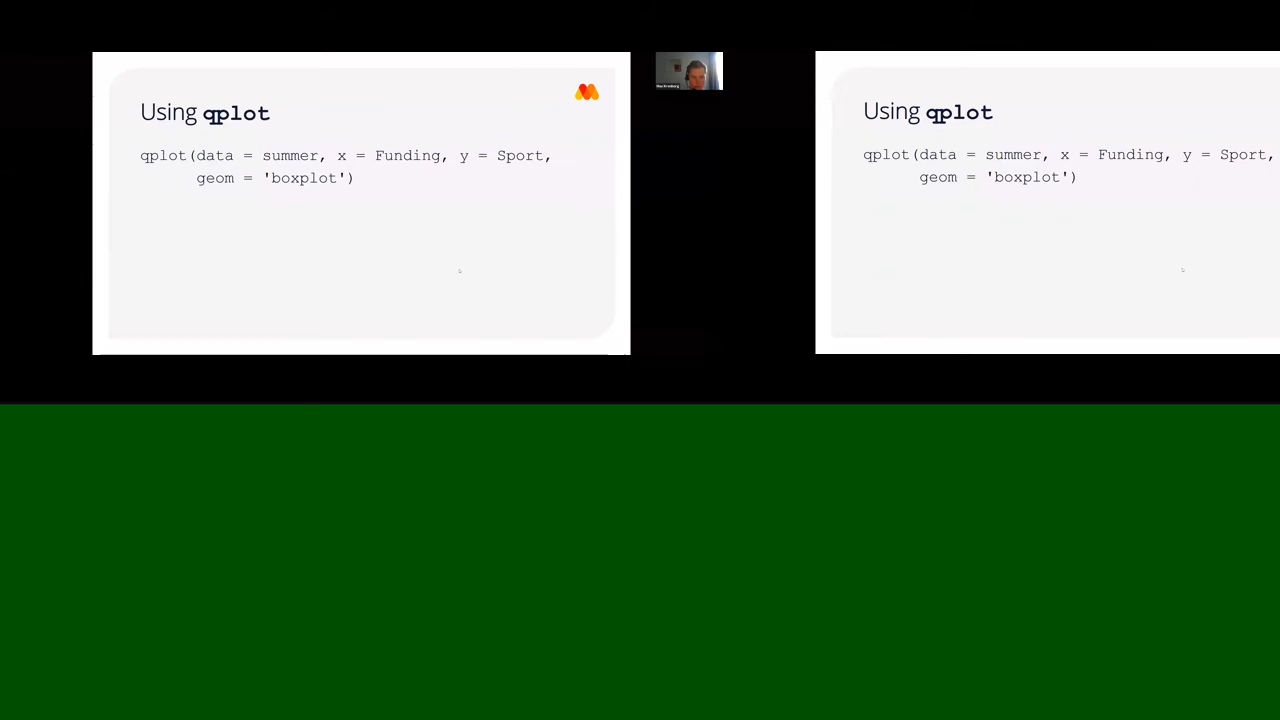 Using qplot
qplot(data = summer, x = Funding, y = Sport,
geom = 'boxplot')
Using qplot
qplot(data = summer, x = Funding, y = Sport,
geom = 'boxplot')